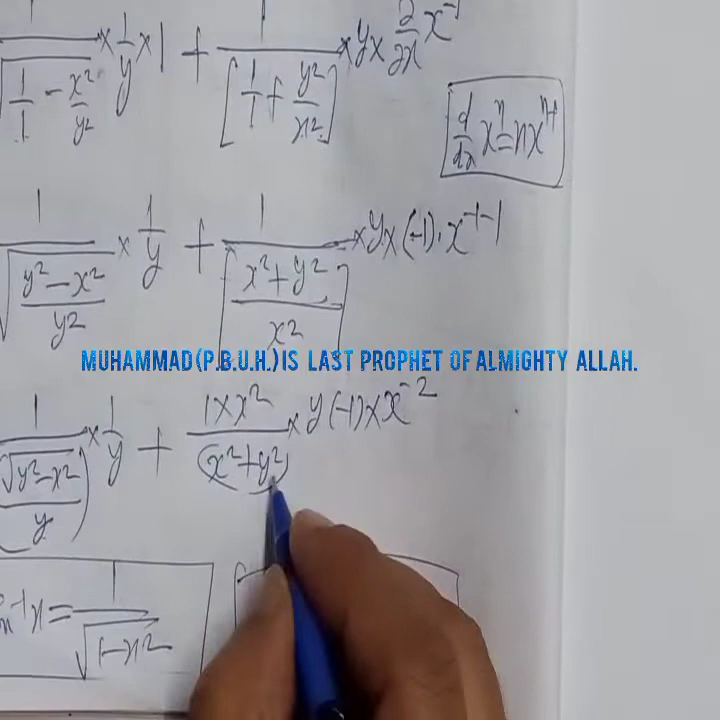 1/√[1/1 - x²/y²] × 1/y × 1 + 1/[1/1 + y²/x²] × y × ∂/∂x x⁻¹
d/dx xⁿ = nxⁿ⁻¹
1/√[(y² - x²)/y²] × 1/y + 1/[(x² + y²)/x²] × y × (-1) · x⁻¹⁻¹
MUHAMMAD(P.B.U.H.) IS LAST PROPHET OF ALMIGHTY ALLAH.
1/(√(y² - x²)/y) × 1/y + 1×x²/(x² + y²) × y(-1) × x⁻²
n⁻¹x = 1/√(1-x²)